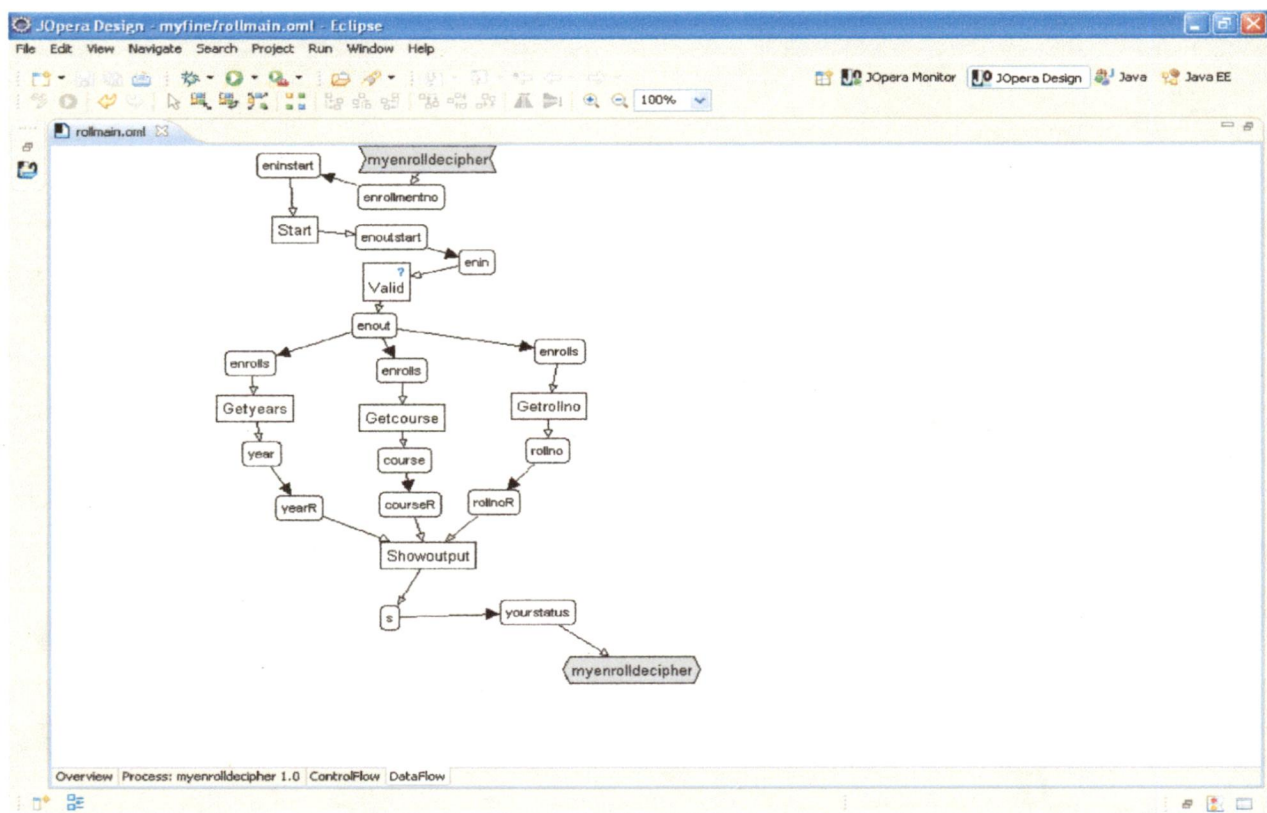 JOpera Design - myfine/rollmain.oml - Eclipse
File Edit View Navigate Search Project Run Window Help
JOpera Monitor JOpera Design Java Java EE
100%
rollmain.oml
eninstart
myenrolldecipher
enrollmentno
Start
enoutstart
enin
?
Valid
enout
enrolls
enrolls
enrolls
Getyears
Getcourse
Getrollno
year
course
rollno
yearR
courseR
rollnoR
Showoutput
s
yourstatus
myenrolldecipher
Overview Process: myenrolldecipher 1.0 ControlFlow DataFlow